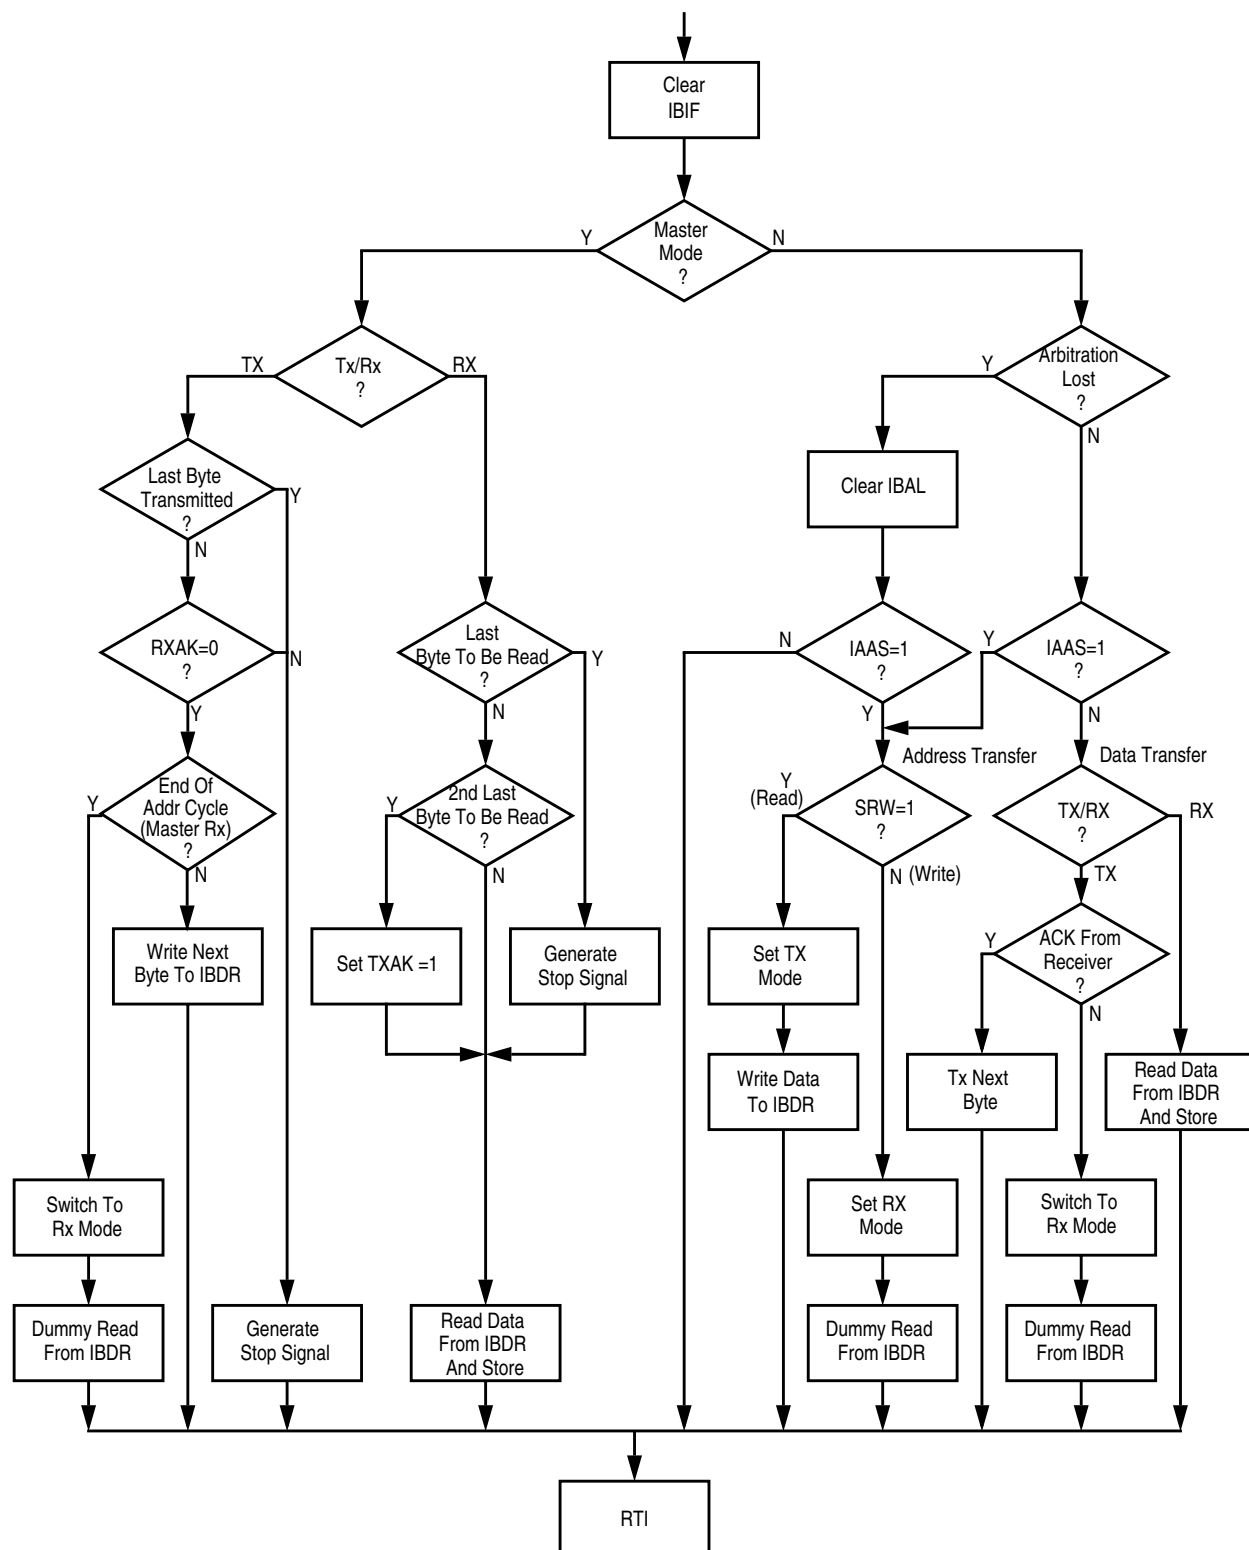 Clear
IBIF
Master
Mode
?
Y
N
Tx/Rx
?
TX
RX
Arbitration
Lost
?
Y
N
Last Byte
Transmitted
?
Y
N
Clear IBAL
RXAK=0
?
N
Y
Last
Byte To Be Read
?
Y
N
IAAS=1
?
N
Y
IAAS=1
?
Y
N
Address Transfer
Data Transfer
End Of
Addr Cycle
(Master Rx)
?
Y
N
2nd Last
Byte To Be Read
?
Y
N
Y
(Read)
SRW=1
?
N (Write)
TX/RX
?
RX
TX
Write Next
Byte To IBDR
Set TXAK =1
Generate
Stop Signal
Set TX
Mode
ACK From
Receiver
?
Y
N
Write Data
To IBDR
Tx Next
Byte
Read Data
From IBDR
And Store
Switch To
Rx Mode
Set RX
Mode
Switch To
Rx Mode
Dummy Read
From IBDR
Generate
Stop Signal
Read Data
From IBDR
And Store
Dummy Read
From IBDR
Dummy Read
From IBDR
RTI